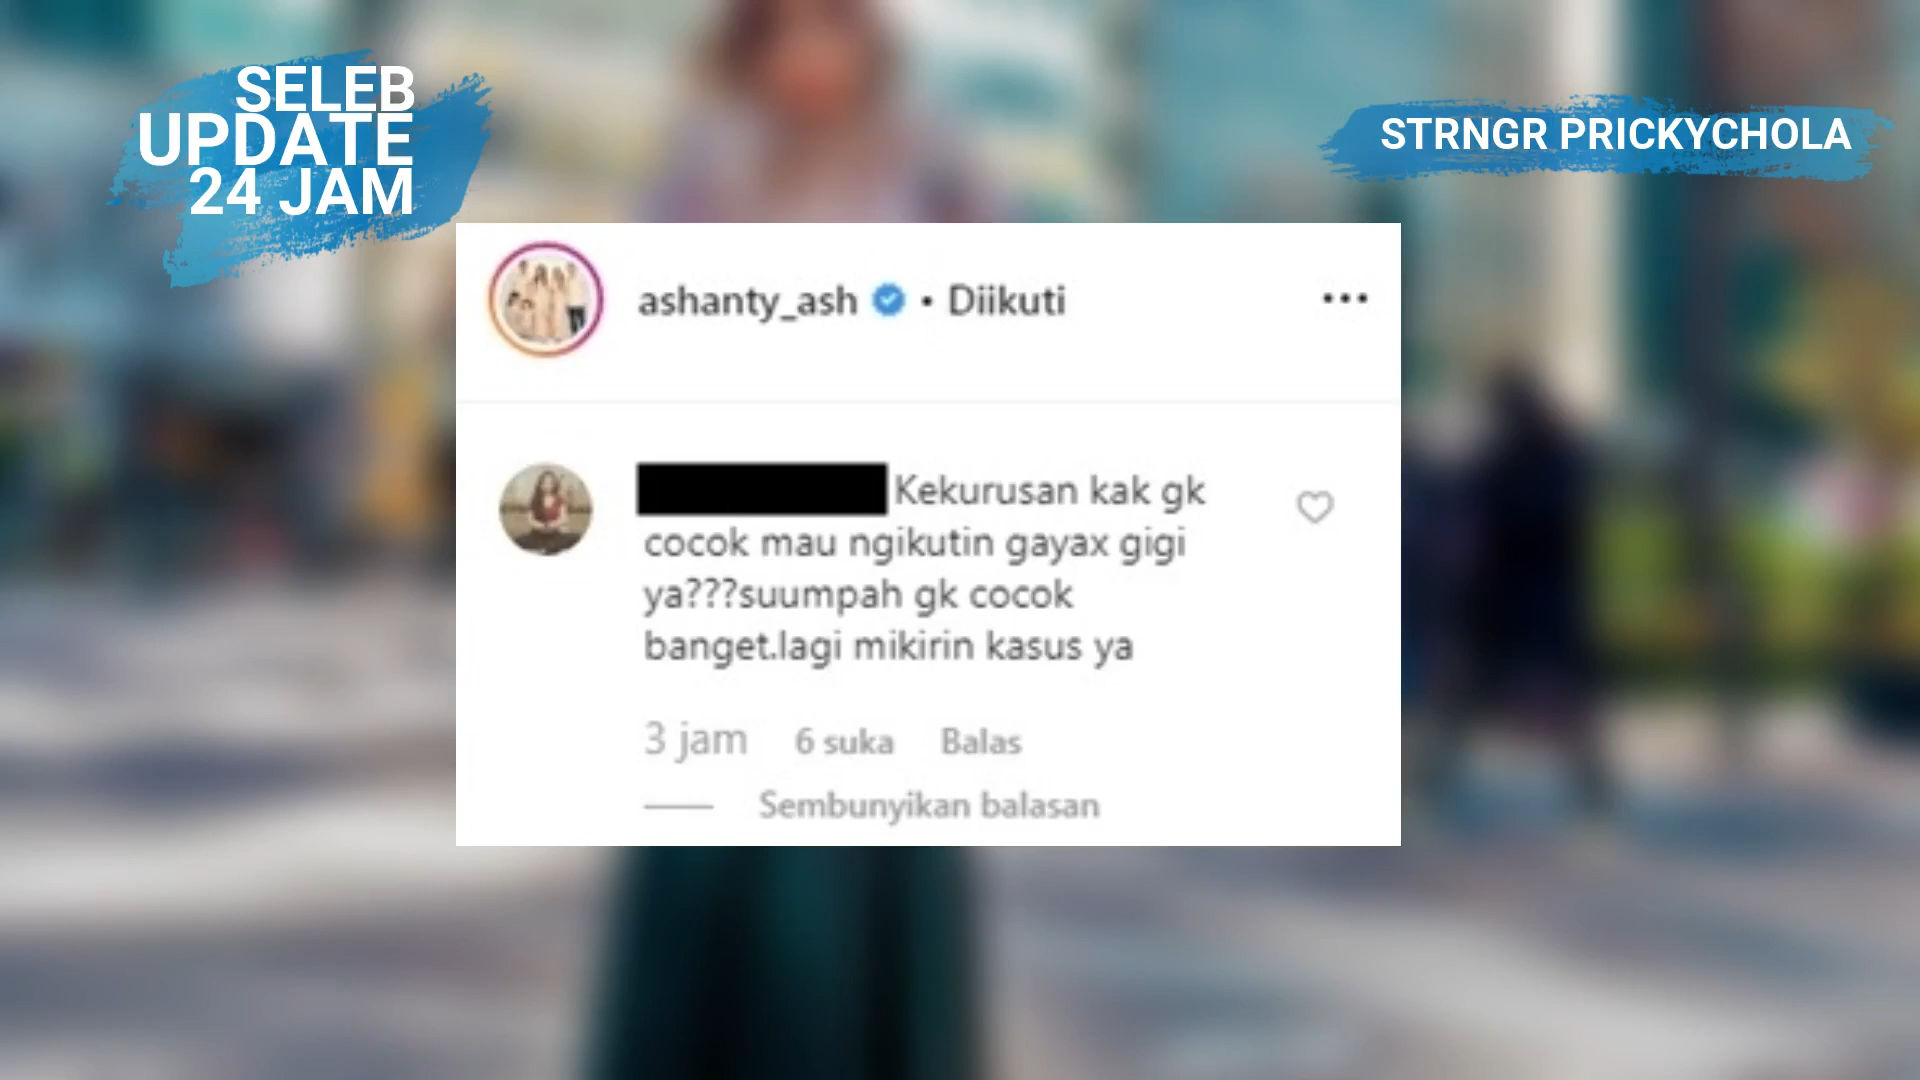 SELEB
UPDATE
24 JAM
STRNGR PRICKYCHOLA
ashanty_ash • Diikuti
Kekurusan kak gk
cocok mau ngikutin gayax gigi
ya???suumpah gk cocok
banget.lagi mikirin kasus ya
3 jam 6 suka Balas
Sembunyikan balasan